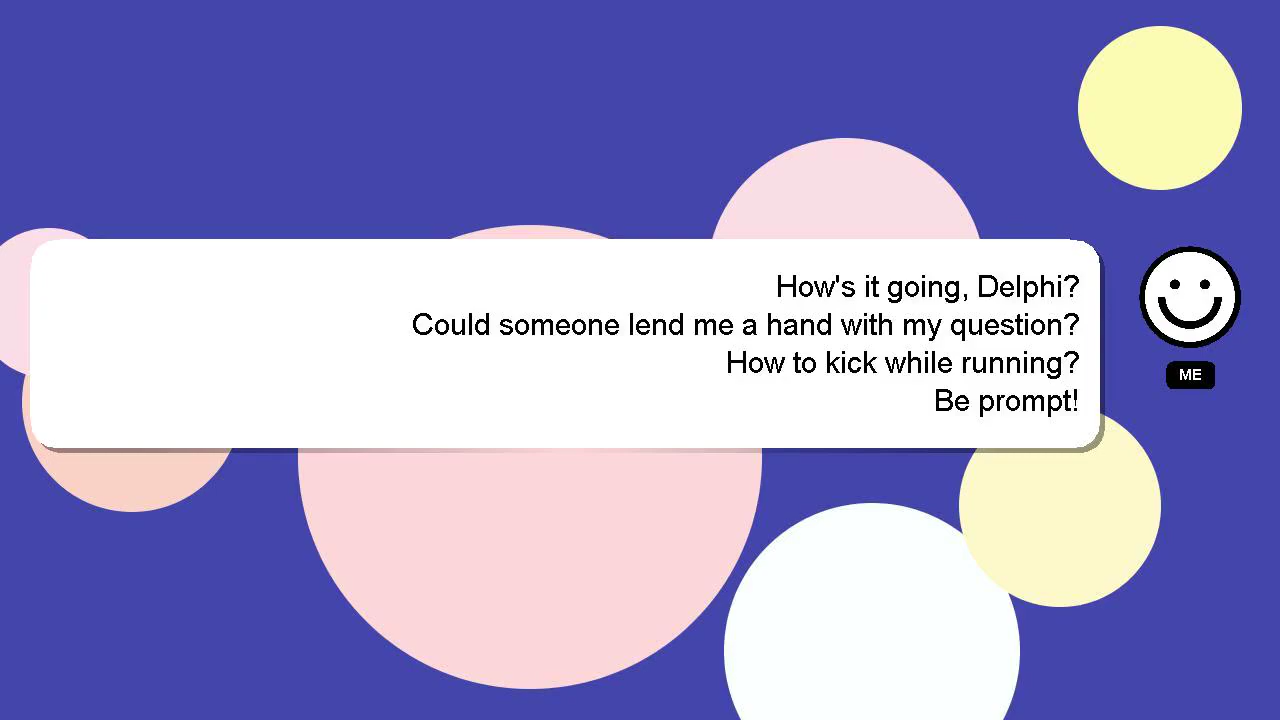 How's it going, Delphi?
Could someone lend me a hand with my question?
How to kick while running?
Be prompt!
ME